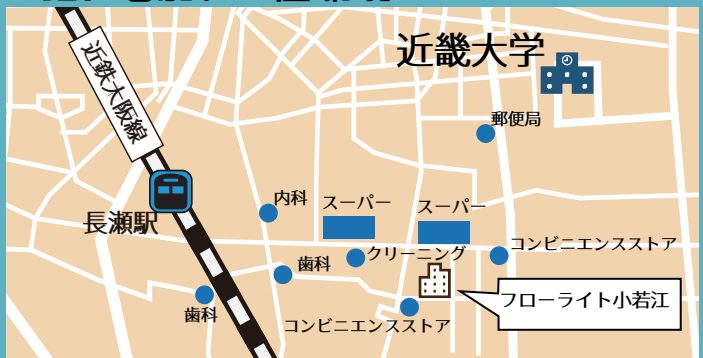 近畿大学
近鉄大阪線
郵便局
長瀬駅
内科
スーパー
スーパー
コンビニエンスストア
クリーニング
歯科
フローライト小若江
歯科
コンビニエンスストア